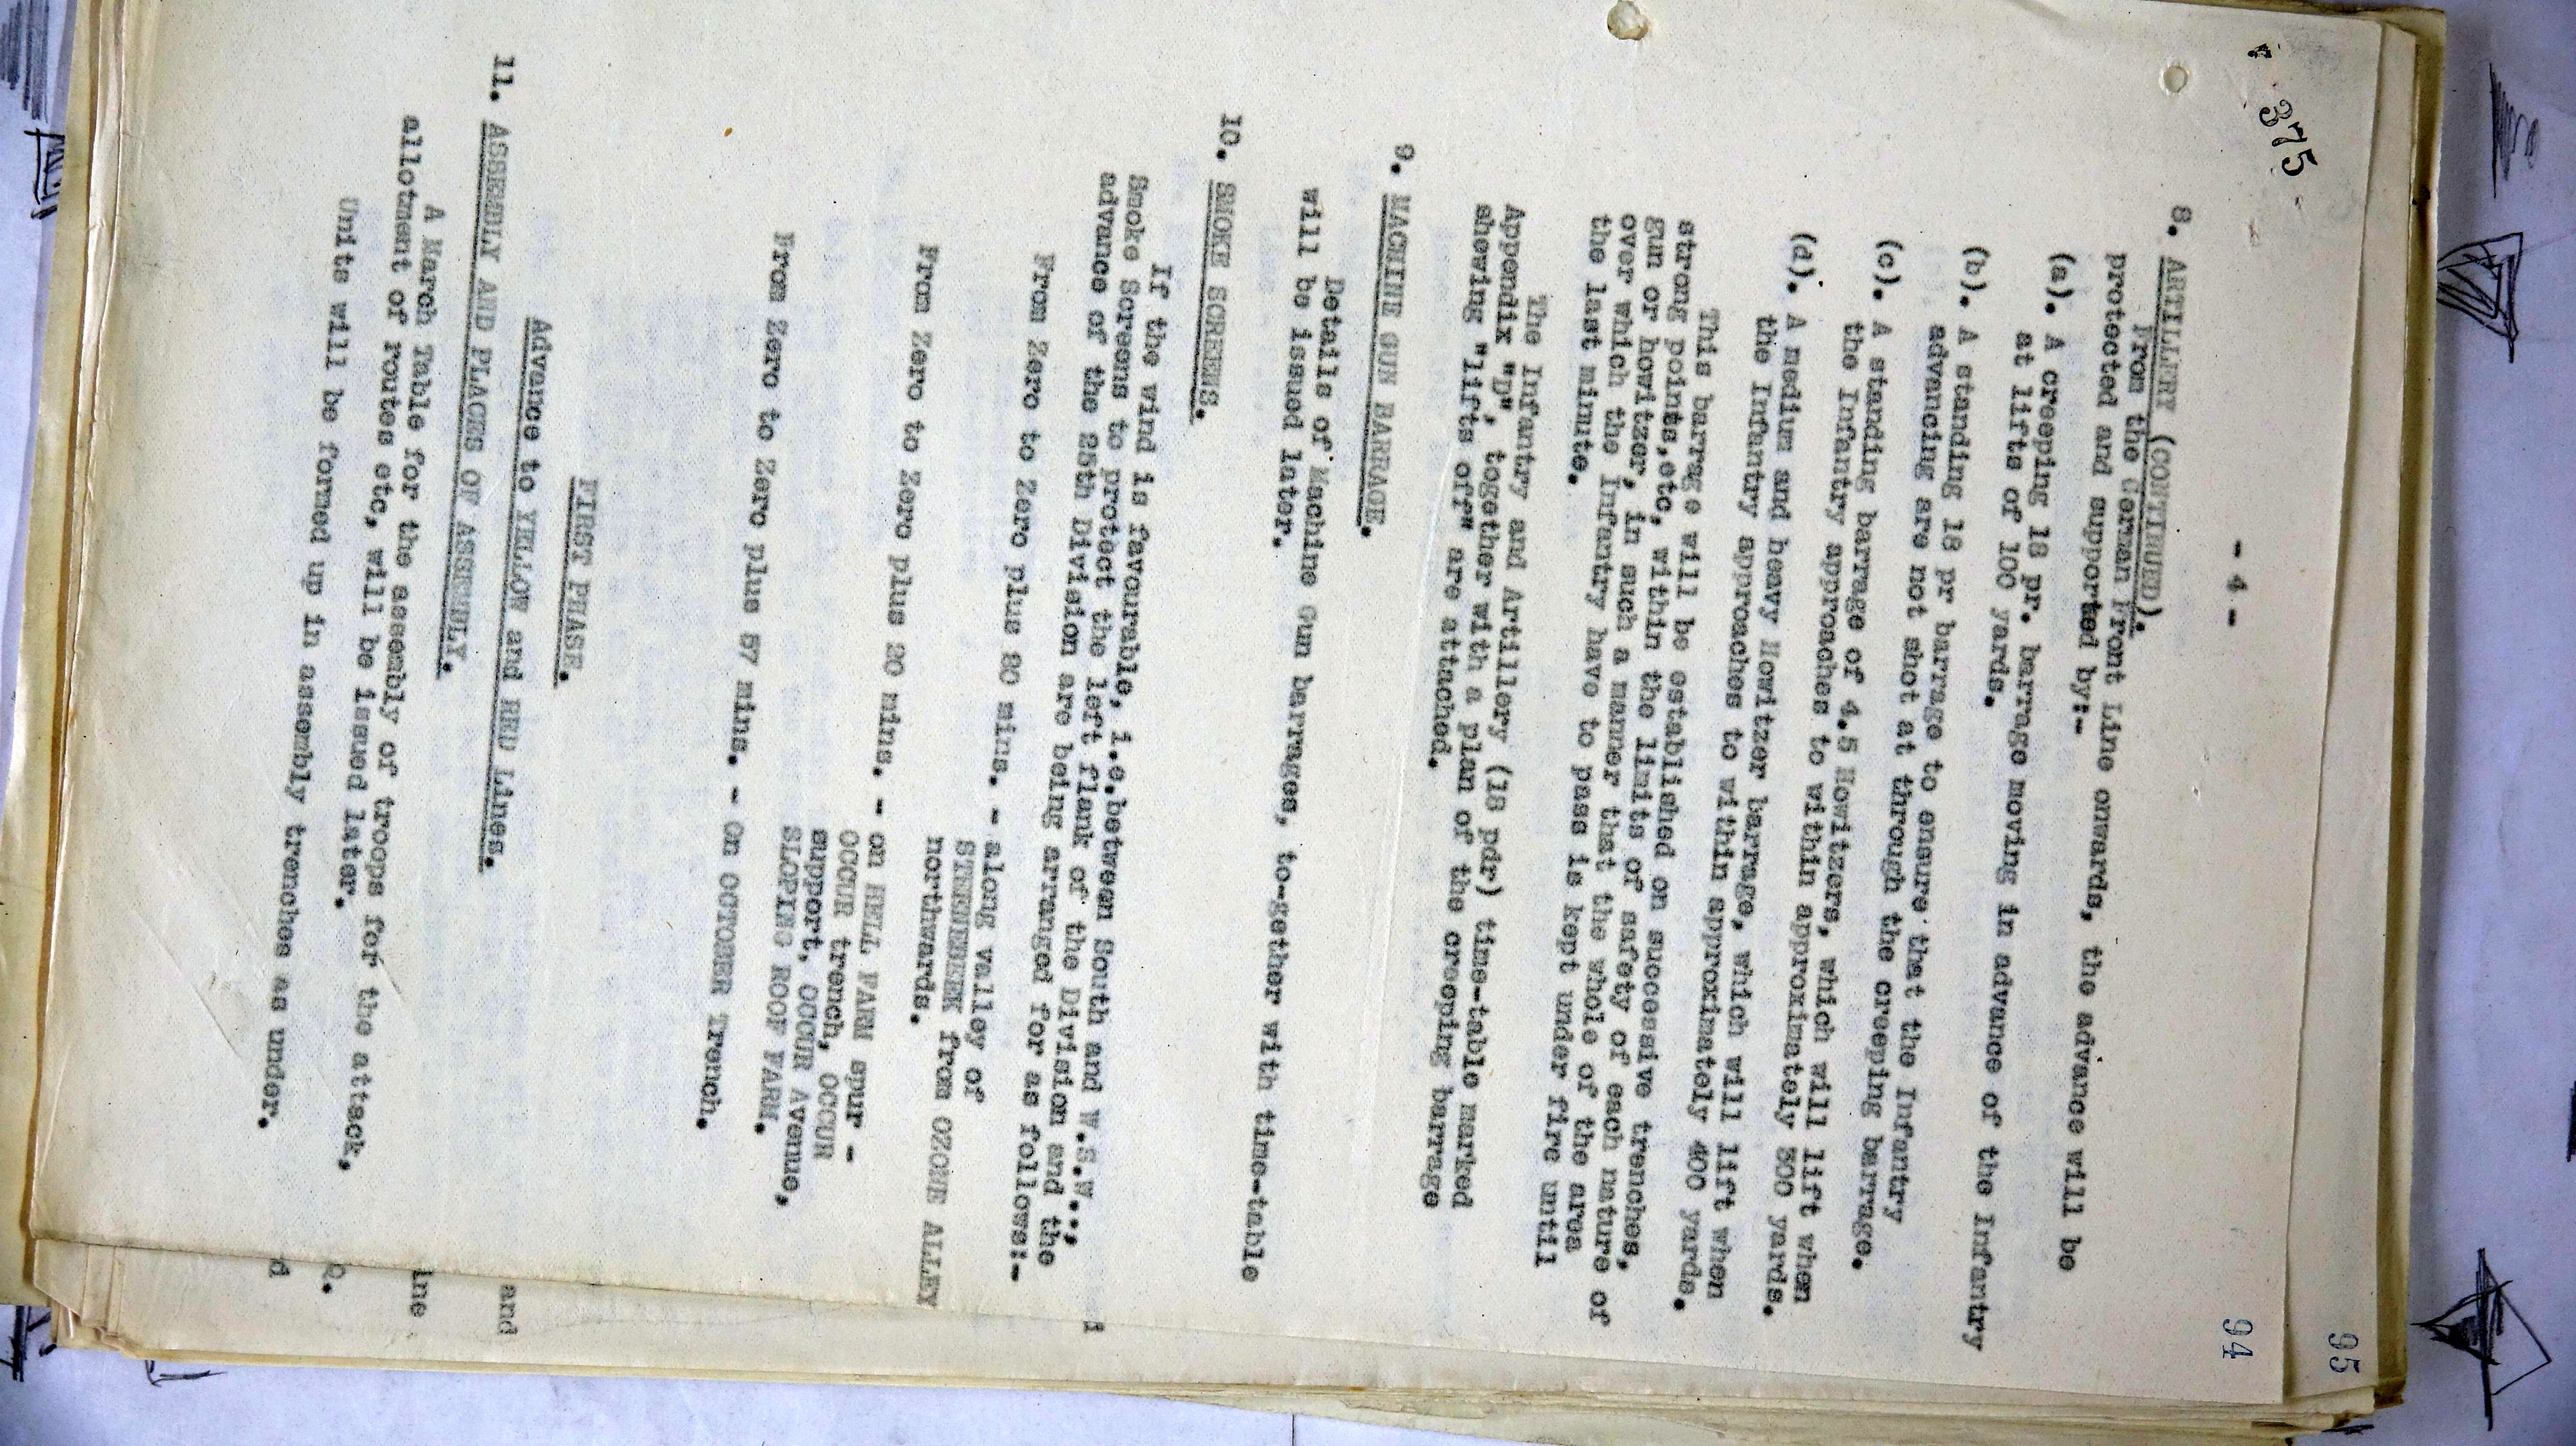 375
95
94
- 4 -
8. ARTILLERY (CONTINUED).
From the German Front Line onwards, the advance will be
protected and supported by:-
(a). A creeping 18 pr. barrage moving in advance of the Infantry
at lifts of 100 yards.
(b). A standing 18 pr barrage to ensure that the Infantry
advancing are not shot at through the creeping barrage.
(c). A standing barrage of 4.5 Howitzers, which will lift when
the Infantry approaches to within approximately 300 yards.
(d). A medium and heavy Howitzer barrage, which will lift when
the Infantry approaches to within approximately 400 yards.
This barrage will be established on successive trenches,
strong points,etc, within the limits of safety of each nature of
gun or howitzer, in such a manner that the whole of the area
over which the Infantry have to pass is kept under fire until
the last minute.
The Infantry and Artillery (18 pdr) time-table marked
Appendix "D", together with a plan of the creeping barrage
shewing "lifts off" are attached.
9. MACHINE GUN BARRAGE.
Details of Machine Gun barrages, to-gether with time-table
will be issued later.
10. SMOKE SCREENS.
If the wind is favourable, i.e.between South and W.S.W.,
Smoke Screens to protect the left flank of the Division and the
advance of the 25th Division are being arranged for as follows:-
From Zero to Zero plus 20 mins. - along valley of
STEENBEEK from OZONE ALLEY
northwards.
From Zero to Zero plus 20 mins. - on HELL FARM spur -
OCCUR trench, OCCUR
support, OCCUR Avenue,
SLOPING ROOF FARM.
From Zero to Zero plus 57 mins. - On OCTOBER Trench.
FIRST PHASE.
Advance to YELLOW and RED Lines.
11. ASSEMBLY AND PLACES OF ASSEMBLY.
A March Table for the assembly of troops for the attack,
allotment of routes etc, will be issued later.
Units will be formed up in assembly trenches as under.
and
ine
Q.
d